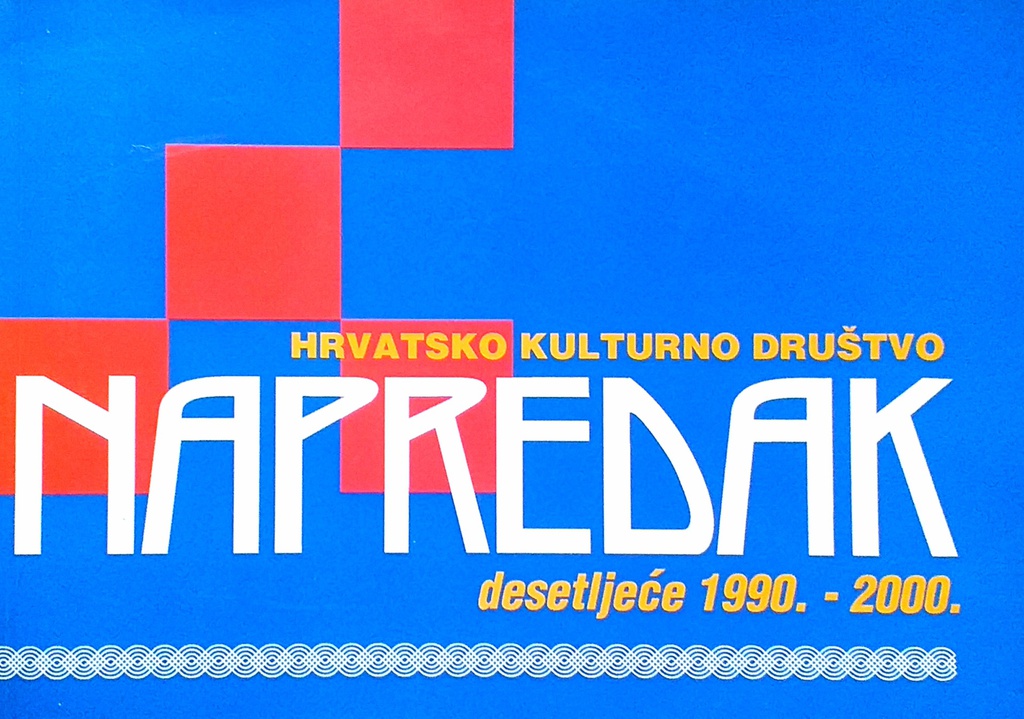 HRVATSKO KULTURNO DRUŠTVO
NAPREDAK
desetljeće 1990. - 2000.